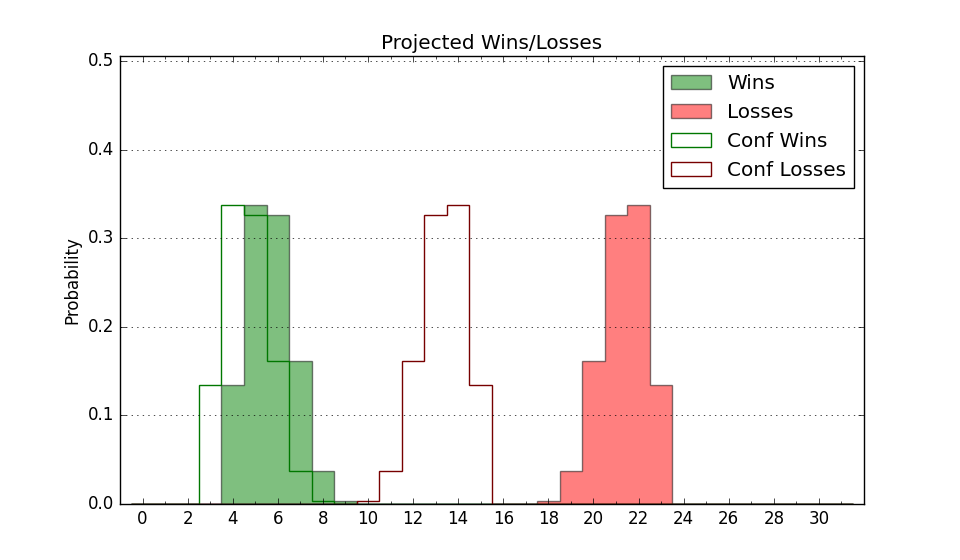 Projected Wins/Losses
0.5
0.4
0.3
0.2
0.1
0.0
Probability
Wins
Losses
Conf Wins
Conf Losses
0 2 4 6 8 10 12 14 16 18 20 22 24 26 28 30